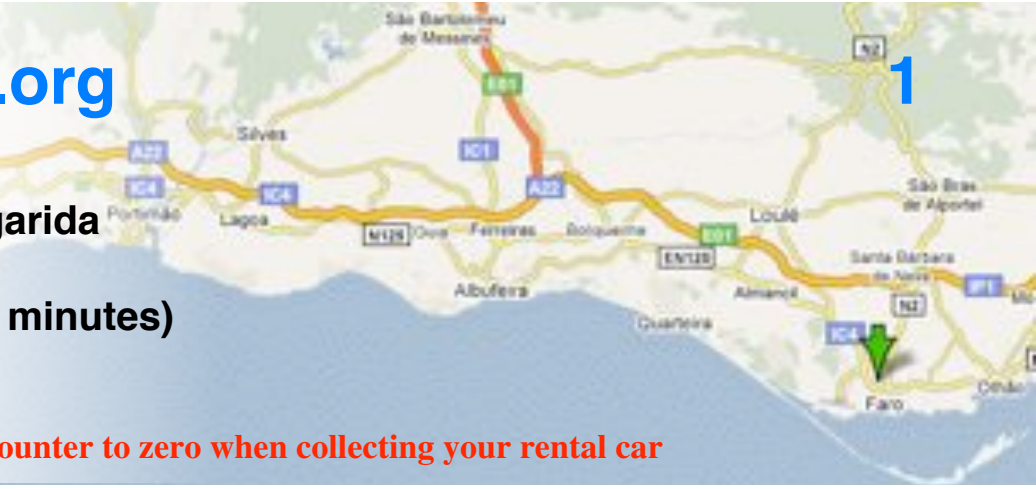 São Bartolomeu
de Messines
N2
.org
1
E01
Silves
A22
IC1
IC4
IC4
A22
São Bras
de Alportel
garida
Portimão
Lagoa
Loulé
N125
Guia
Ferreiras
Boliqueime
E01
EN125
Santa Bárbara
de Nexe
IP1
Albufeira
Almancil
N2
minutes)
Quarteira
IC4
Olhão
Faro
ounter to zero when collecting your rental car